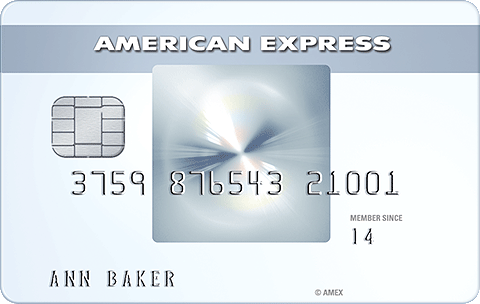 AMERICAN EXPRESS
3759 876543 21001
MEMBER SINCE
14
ANN BAKER
© AMEX